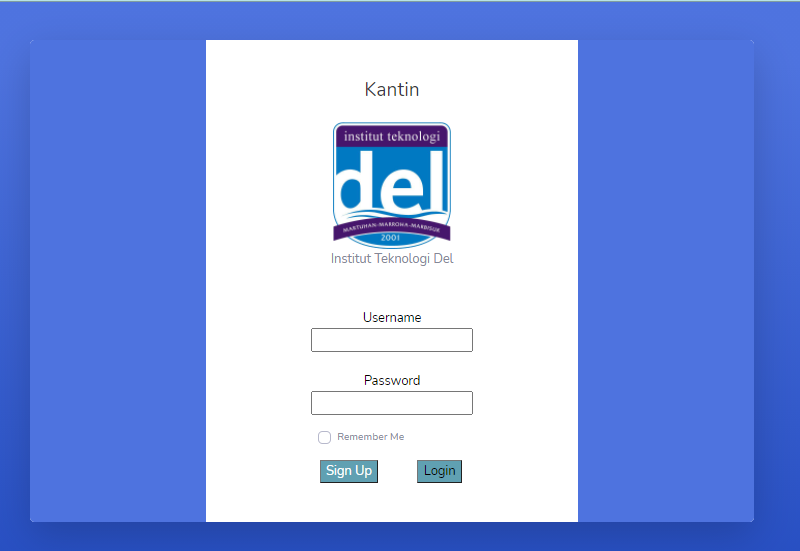 Kantin
institut teknologi
del
MARTUHAN-MARROHA-MARBISUK
2001
Institut Teknologi Del
Username
Password
Remember Me
Sign Up Login